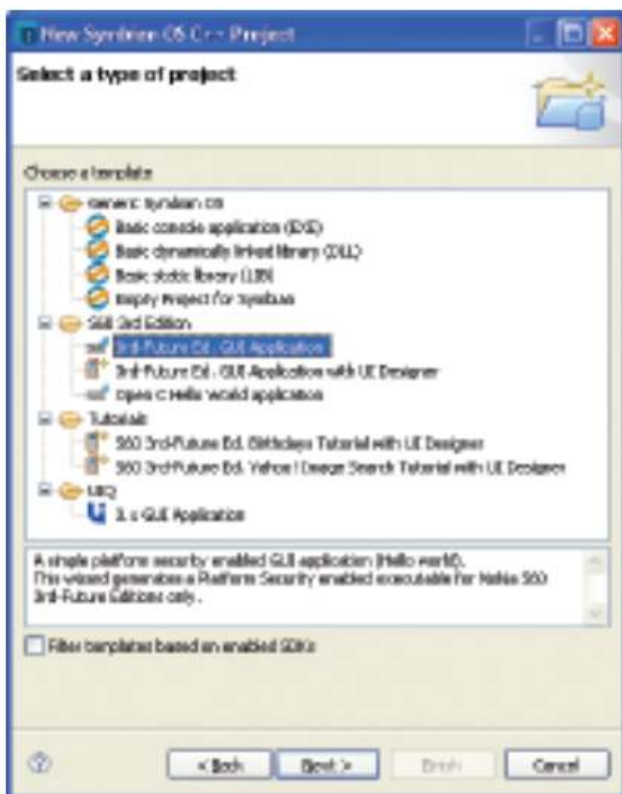 New Symbian OS C++ Project
Select a type of project
Choose a template
Generic Symbian OS
Basic console application (EXE)
Basic dynamically linked library (DLL)
Basic static library (LIB)
Empty Project for Symbian
S60 3rd Edition
3rd-Future Ed. GUI Application
3rd-Future Ed. GUI Application with UI Designer
Open C Hello World application
Tutorials
S60 3rd-Future Ed. Birthdays Tutorial with UI Designer
S60 3rd-Future Ed. Yahoo! Image Search Tutorial with UI Designer
UIQ
3.x GUI Application
A simple platform security enabled GUI application (Hello world).
This wizard generates a Platform Security enabled executable for Nokia S60
3rd-Future Editions only.
Filter templates based on enabled SDKs
< Back Next > Finish Cancel